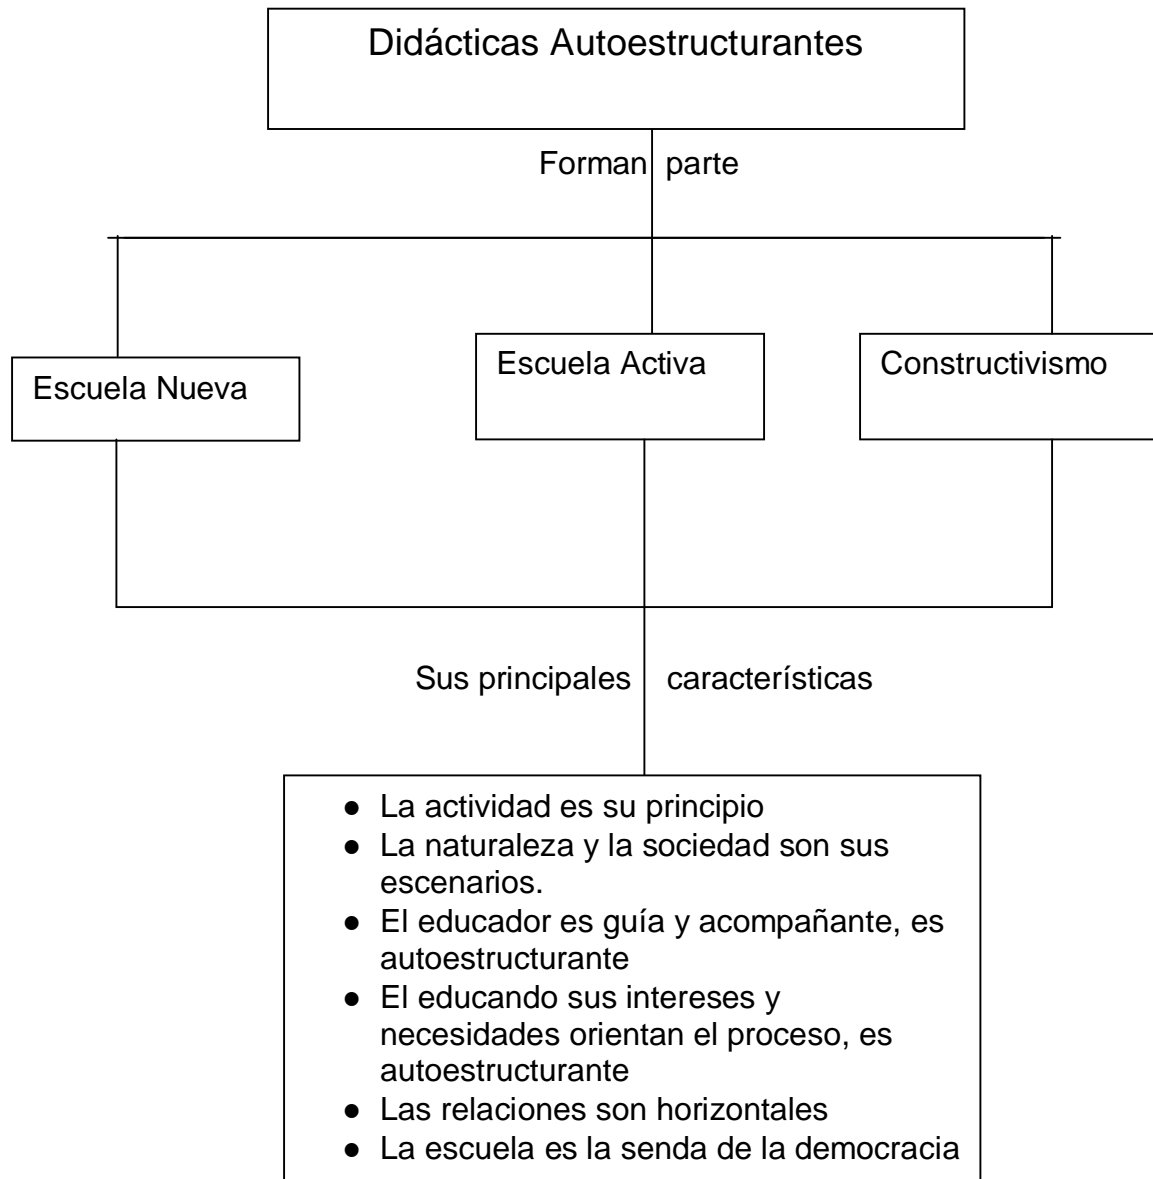 Didácticas Autoestructurantes
Forman parte
Escuela Nueva
Escuela Activa
Constructivismo
Sus principales característícas
● La actividad es su principio
● La naturaleza y la sociedad son sus
escenarios.
● El educador es guía y acompañante, es
autoestructurante
● El educando sus intereses y
necesidades orientan el proceso, es
autoestructurante
● Las relaciones son horizontales
● La escuela es la senda de la democracia